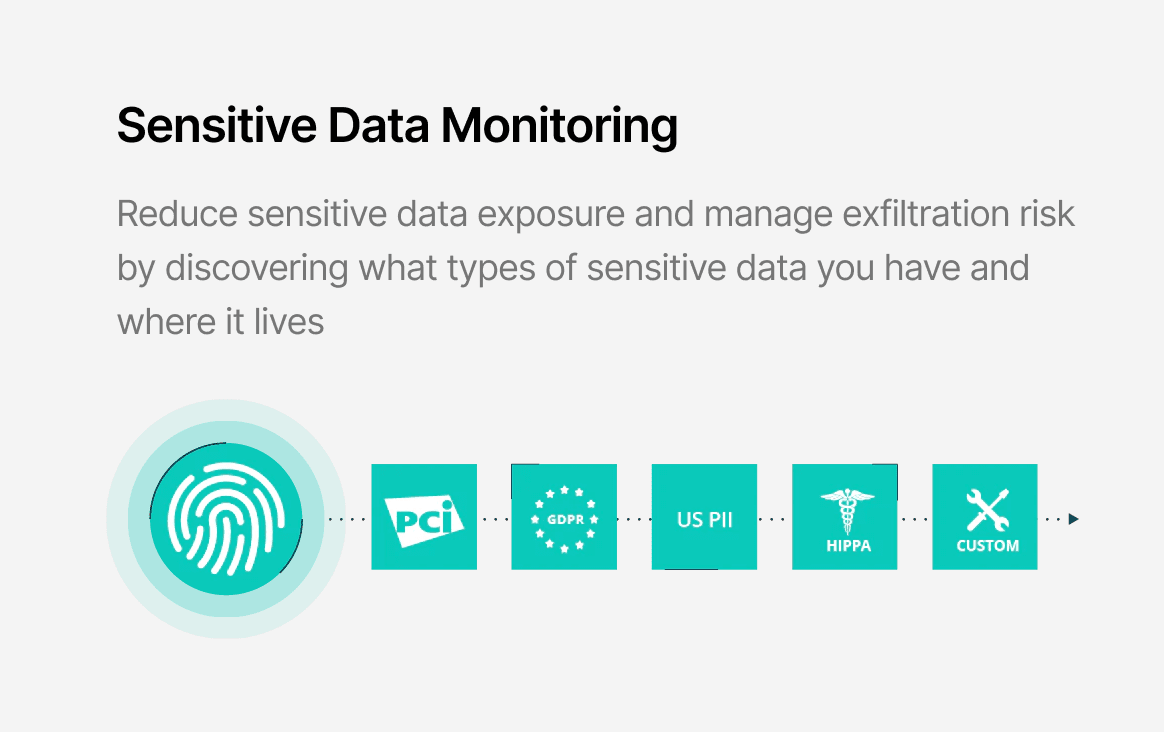 Sensitive Data Monitoring
Reduce sensitive data exposure and manage exfiltration risk
by discovering what types of sensitive data you have and
where it lives
PCi
GDPR
US PII
HIPPA
CUSTOM